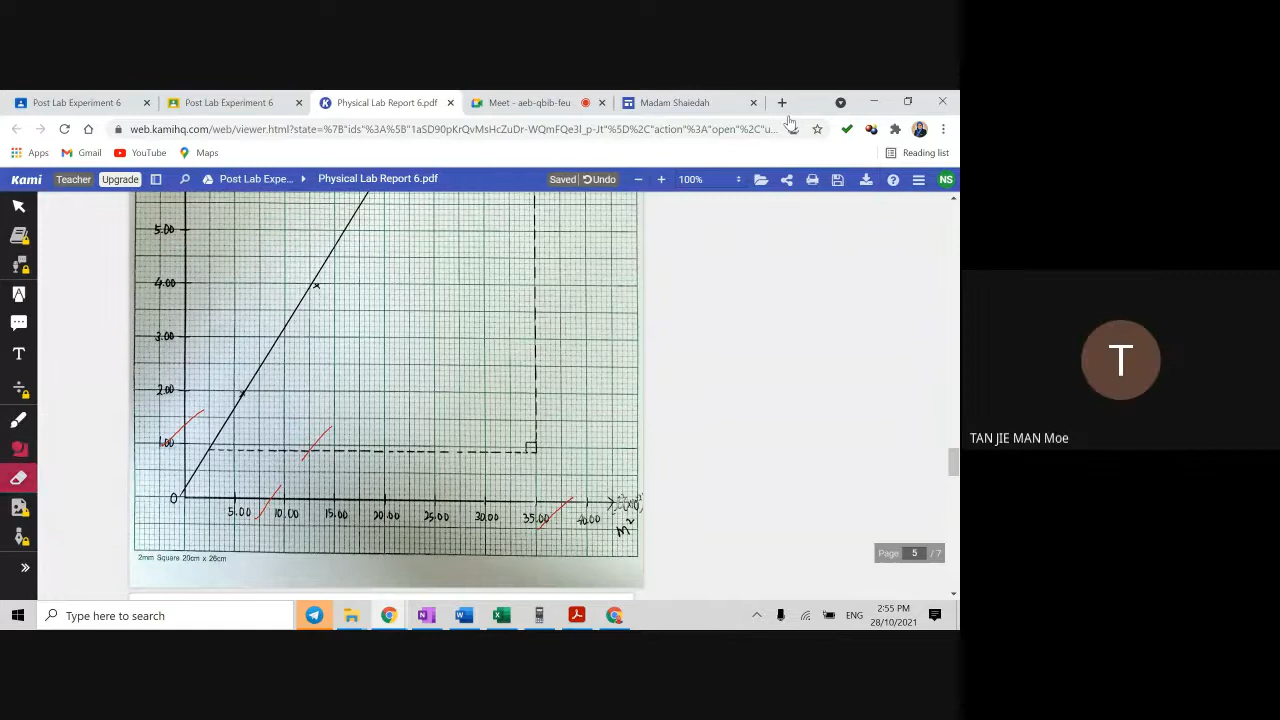 Post Lab Experiment 6
Post Lab Experiment 6
Physical Lab Report 6.pdf
Meet - aeb-qbib-feu
Madam Shaiedah
web.kamihq.com/web/viewer.html?state=%7B"ids"%3A%5B"1aSD90pKrQvMsHcZuDr-WQmFQe3I_p-Jt"%5D%2C"action"%3A"open"%2C"u...
Apps
Gmail
YouTube
Maps
Reading list
Kami
Teacher
Upgrade
Post Lab Expe...
Physical Lab Report 6.pdf
Saved
Undo
100%
NS
5.00
4.00
3.00
2.00
1.00
0
5.00 10.00 15.00 20.00 25.00 30.00 35.00 40.00
m²
2mm Square 20cm x 26cm
Page 5 / 7
T
TAN JIE MAN Moe
Type here to search
ENG
2:55 PM
28/10/2021